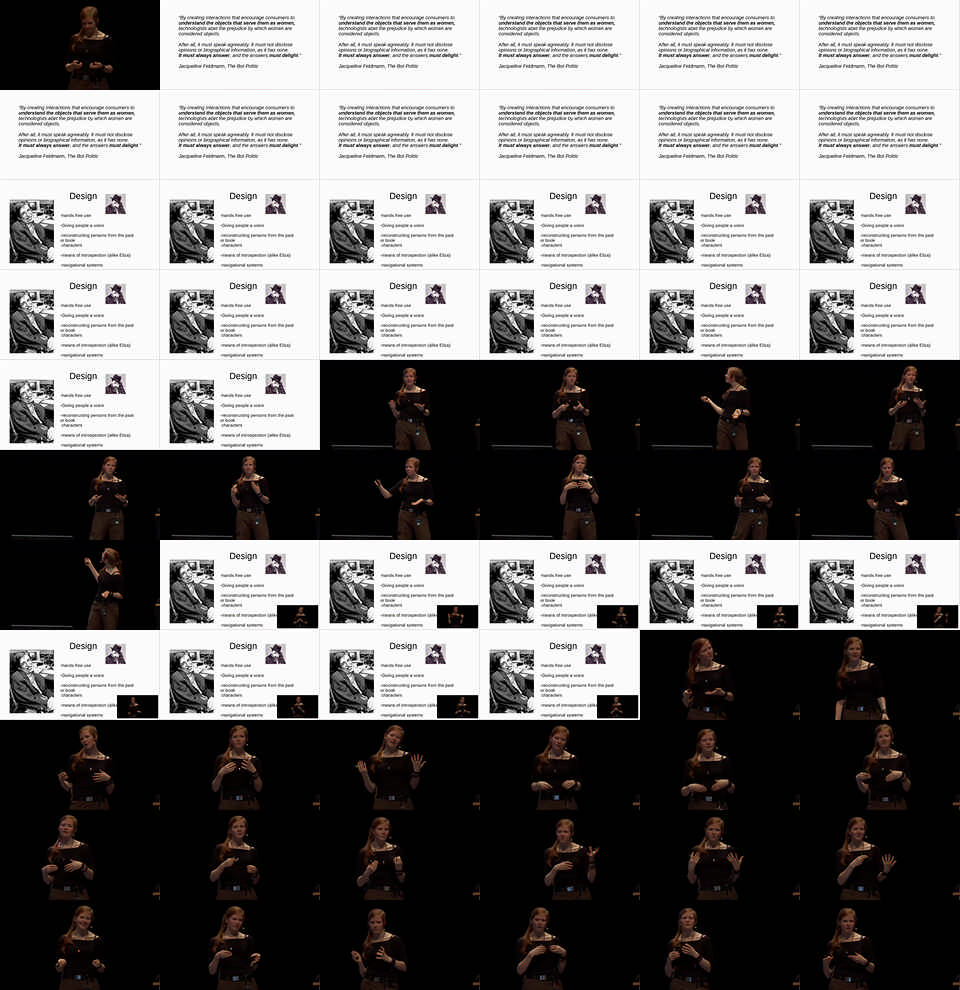 "By creating interactions that encourage consumers to
understand the objects that serve them as women,
technologists abet the prejudice by which women are
considered objects.
After all, it must speak agreeably. It must not disclose
opinions or biographical information, as it has none.
It must always answer, and the answers must delight."
Jacqueline Feldmann, The Bot Politic
Design
-hands free use
-Giving people a voice
-reconstructing persons from the past
or book
characters
-means of introspection (alike Eliza)
-navigational systems